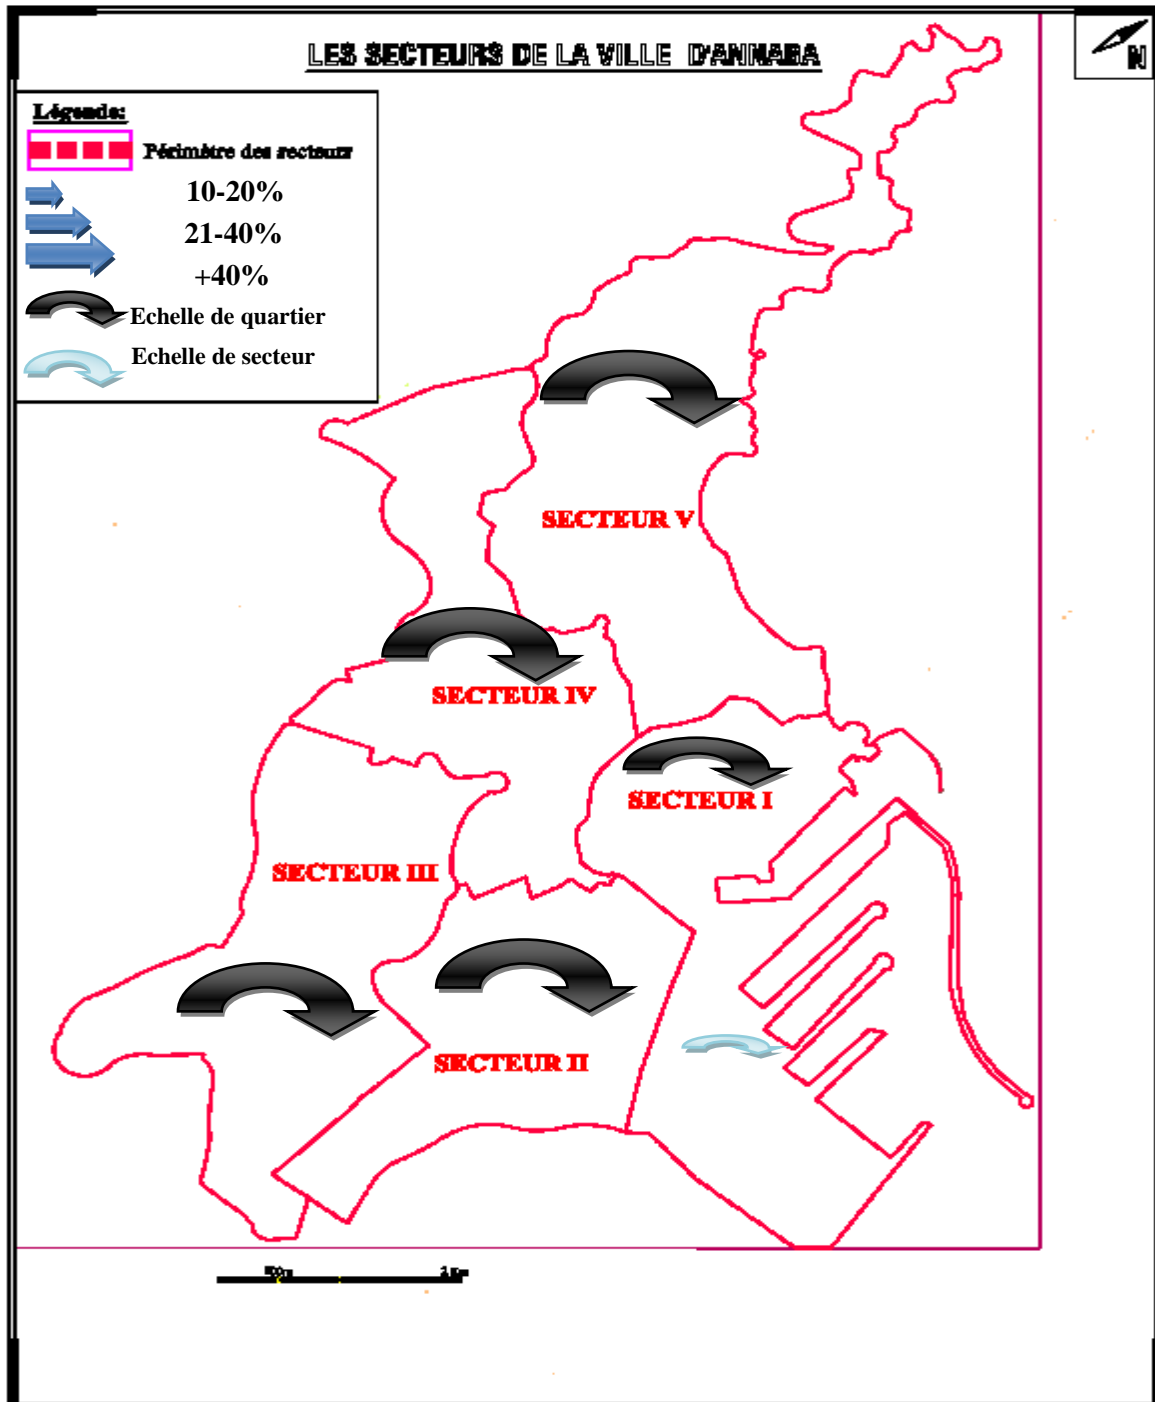 LES SECTEURS DE LA VILLE D'ANNABA
N
Légende:
Périmètre des secteurs
10-20%
21-40%
+40%
Echelle de quartier
Echelle de secteur
SECTEUR V
SECTEUR IV
SECTEUR I
SECTEUR III
SECTEUR II